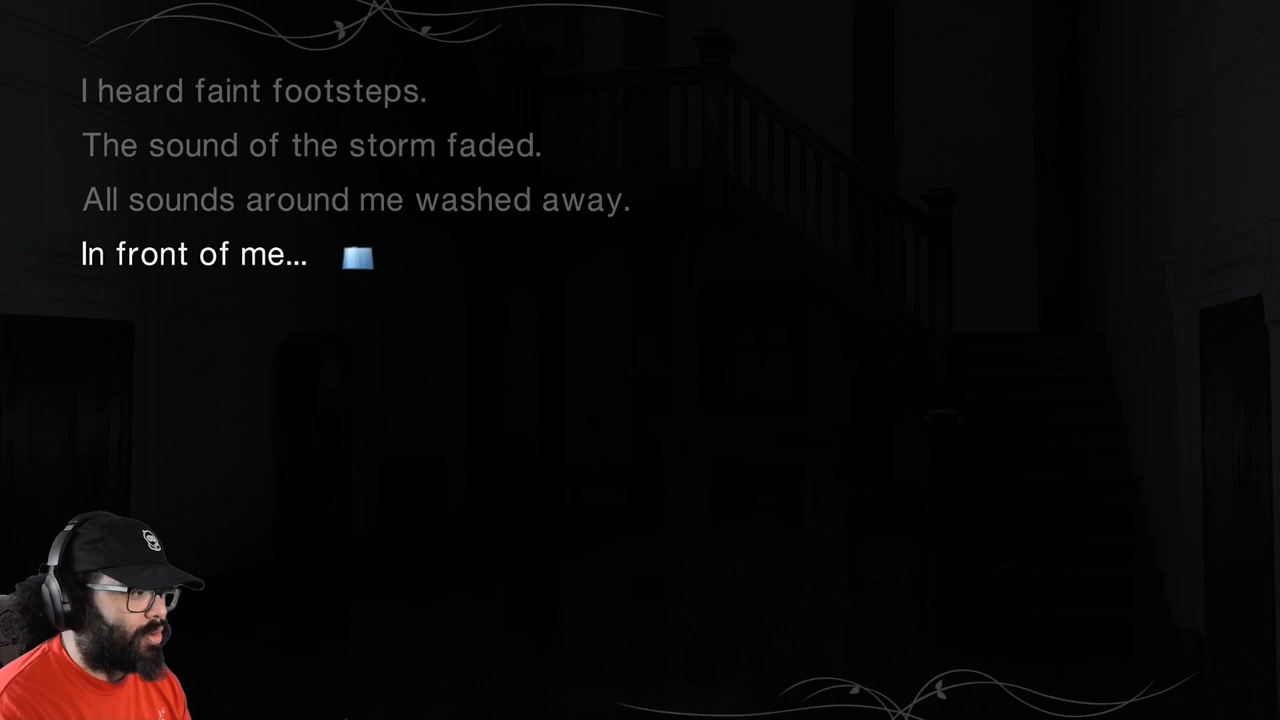 I heard faint footsteps.
The sound of the storm faded.
All sounds around me washed away.
In front of me...